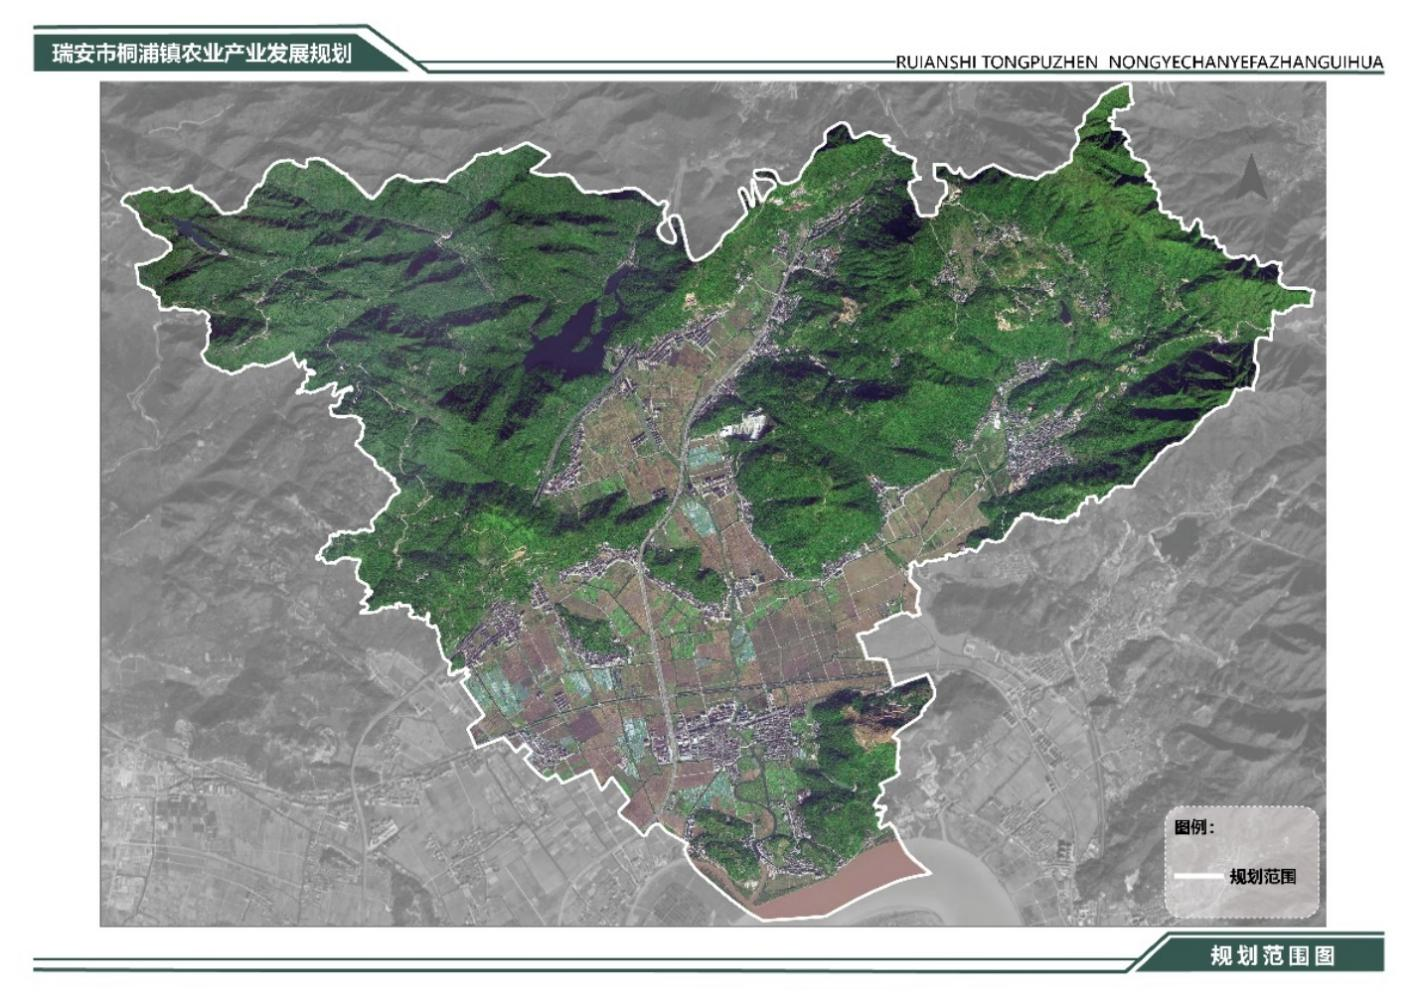 瑞安市桐浦镇农业产业发展规划
RUIANSHI TONGPUZHEN NONGYECHANYEFAZHANGUIHUA
图例：
规划范围
规划范围图